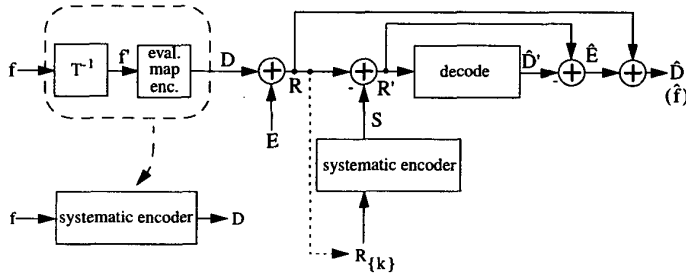 f
T⁻¹
f'
eval.
map
enc.
D
E
R
-
R'
S
decode
D̂'
-
Ê
D̂
(f̂)
systematic encoder
f
systematic encoder
D
R{k}